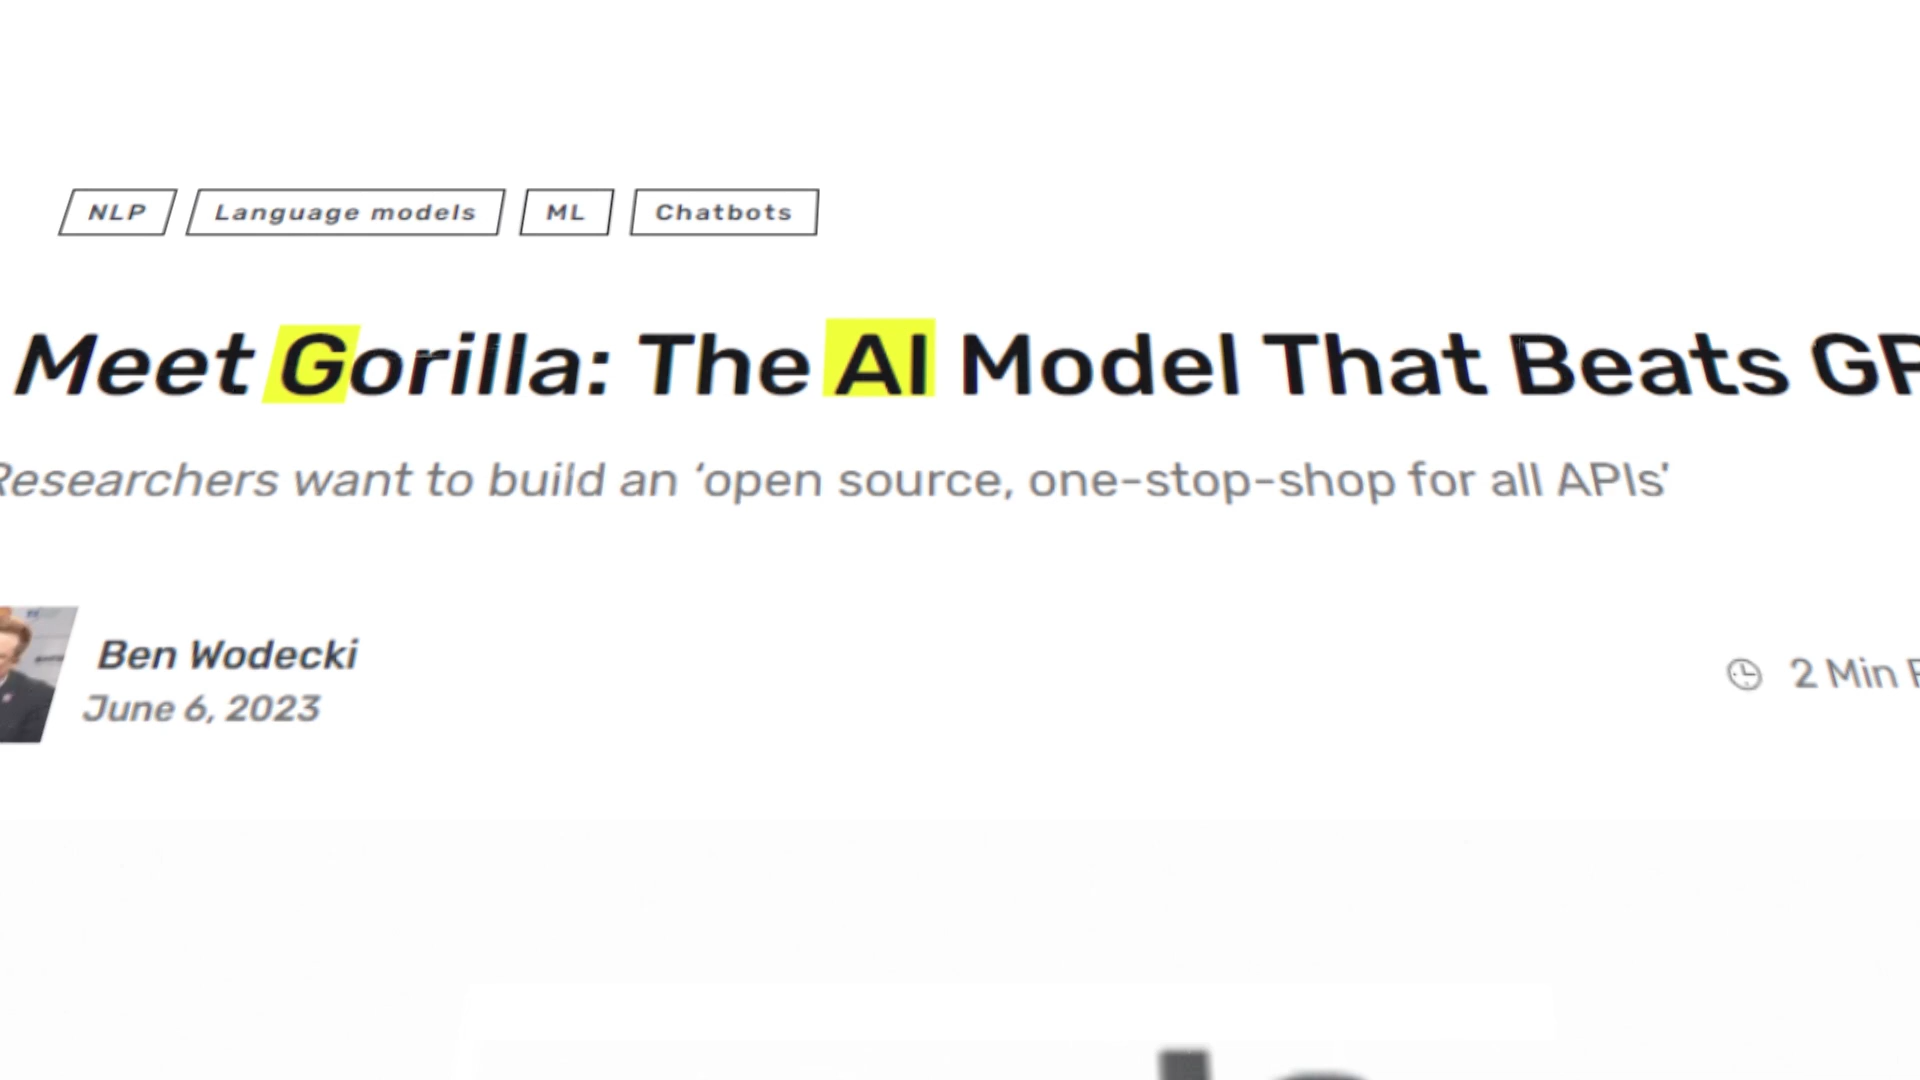 NLP Language models ML Chatbots
Meet Gorilla: The AI Model That Beats
Researchers want to build an ‘open source, one-stop-shop for all APIs’
Ben Wodecki
June 6, 2023
2 Min